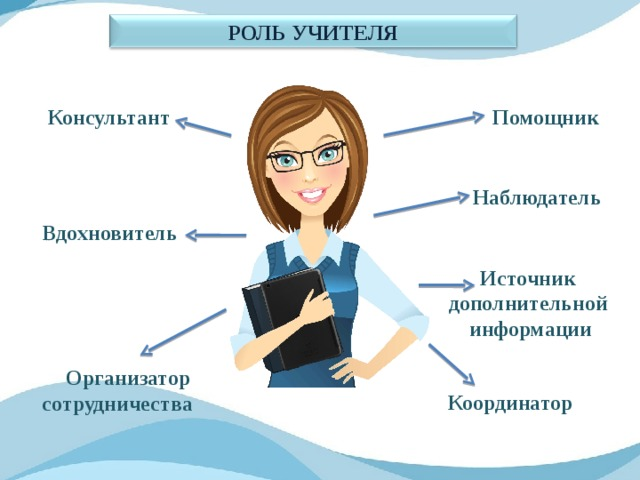 РОЛЬ УЧИТЕЛЯ
Консультант
Помощник
Наблюдатель
Вдохновитель
Источник
дополнительной
информации
Организатор
сотрудничества
Координатор